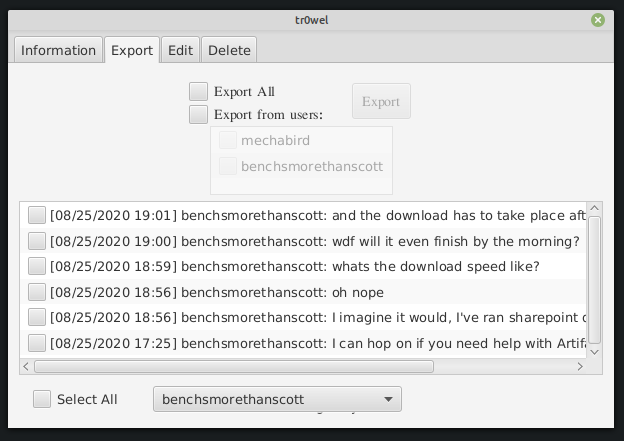 tr0wel
Information Export Edit Delete
Export All
Export
Export from users:
mechabird
benchsmorethanscott
[08/25/2020 19:01] benchsmorethanscott: and the download has to take place aft
[08/25/2020 19:00] benchsmorethanscott: wdf will it even finish by the morning?
[08/25/2020 18:59] benchsmorethanscott: whats the download speed like?
[08/25/2020 18:56] benchsmorethanscott: oh nope
[08/25/2020 18:56] benchsmorethanscott: I imagine it would, I've ran sharepoint
[08/25/2020 17:25] benchsmorethanscott: I can hop on if you need help with Artifa
Select All
benchsmorethanscott